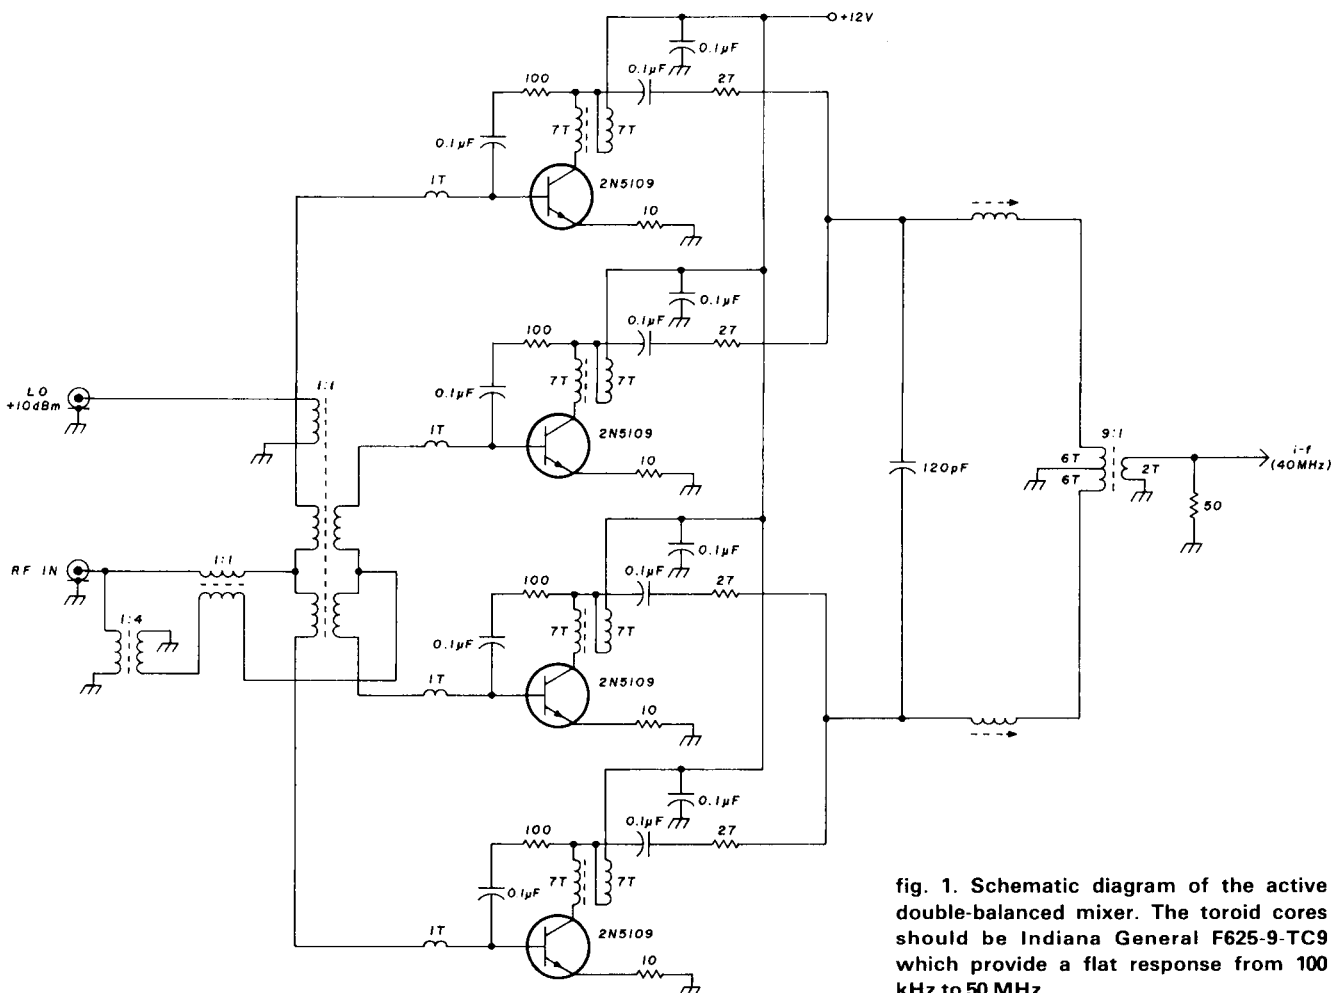 +12V
0.1µF
0.1µF
27
100
7T
7T
0.1µF
1T
2N5109
10
0.1µF
0.1µF
27
100
7T
7T
0.1µF
1T
2N5109
10
LO
+10dBm
1:1
9:1
6T
6T
2T
i-f
(40MHz)
50
120pF
RF IN
1:1
1:4
0.1µF
0.1µF
27
100
7T
7T
0.1µF
1T
2N5109
10
0.1µF
0.1µF
27
100
7T
7T
0.1µF
1T
2N5109
10
fig. 1. Schematic diagram of the active
double-balanced mixer. The toroid cores
should be Indiana General F625-9-TC9
which provide a flat response from 100
kHz to 50 MHz